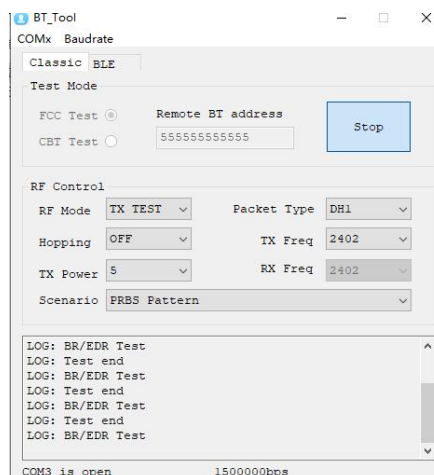 BT_Tool
COMx Baudrate
Classic BLE
Test Mode
FCC Test Remote BT address
CBT Test 555555555555
Stop
RF Control
RF Mode TX TEST Packet Type DH1
Hopping OFF TX Freq 2402
TX Power 5 RX Freq 2402
Scenario PRBS Pattern
LOG: BR/EDR Test
LOG: Test end
LOG: BR/EDR Test
LOG: Test end
LOG: BR/EDR Test
LOG: Test end
LOG: BR/EDR Test
COM3 is open 1500000bps